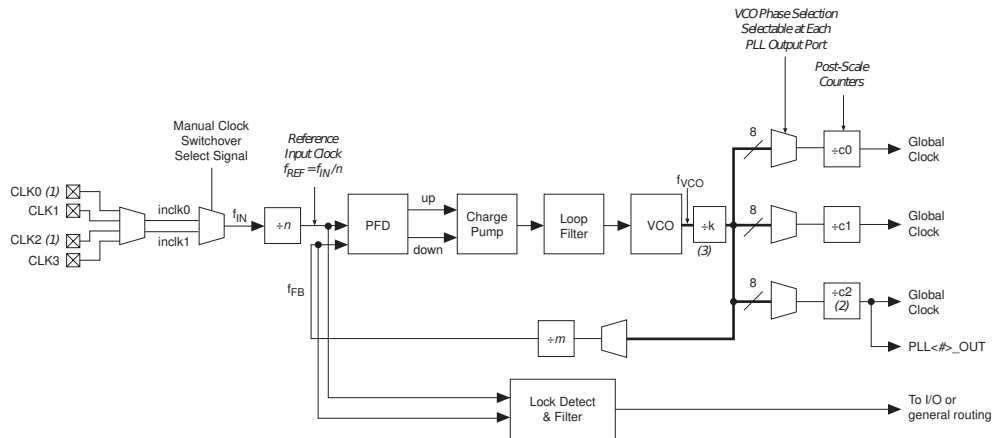 VCO Phase Selection
Selectable at Each
PLL Output Port
Post-Scale
Counters
Manual Clock
Switchover
Select Signal
Reference
Input Clock
fREF = fIN/n
CLK0 (1)
CLK1
CLK2 (1)
CLK3
inclk0
inclk1
fIN
÷n
PFD
up
down
Charge
Pump
Loop
Filter
VCO
fVCO
÷k
(3)
8
÷c0
Global
Clock
8
÷c1
Global
Clock
8
÷c2
(2)
Global
Clock
PLL<#>_OUT
fFB
÷m
Lock Detect
& Filter
To I/O or
general routing